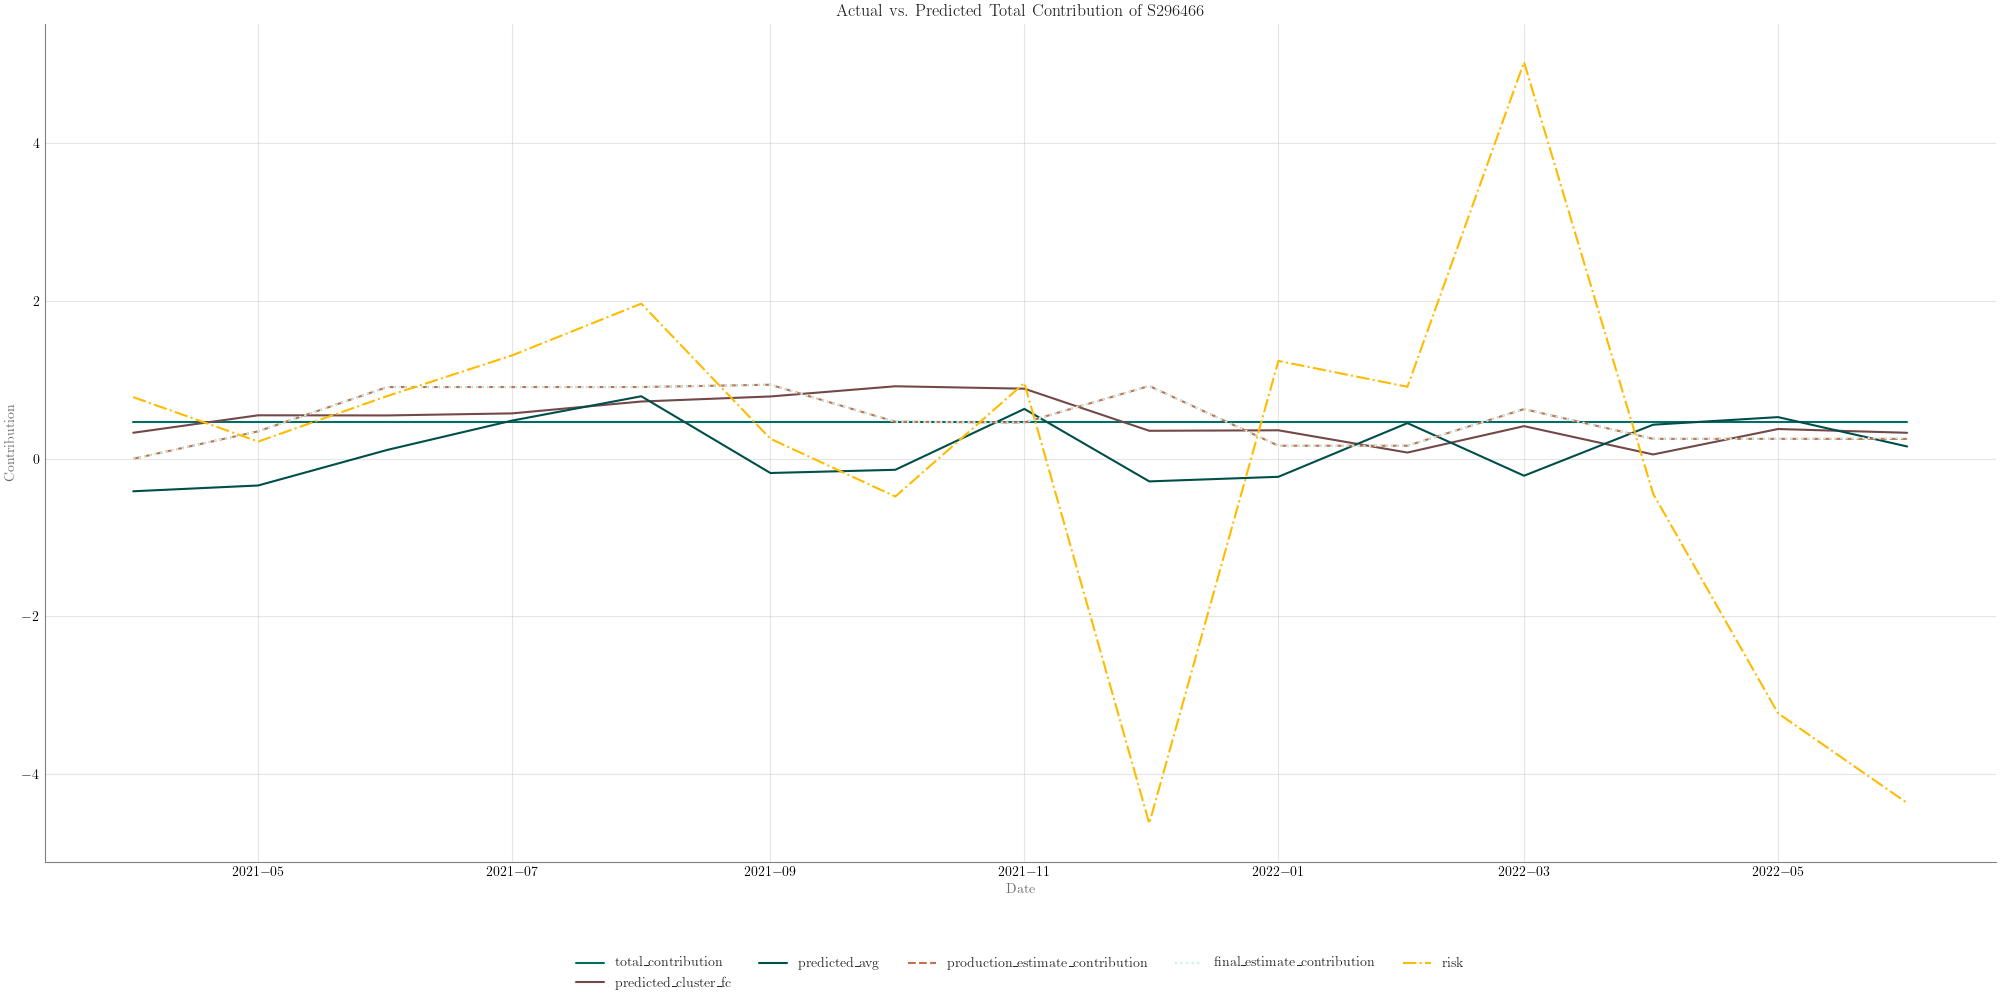 Actual vs. Predicted Total Contribution of S296466
Contribution
4
2
0
−2
−4
2021−05 2021−07 2021−09 2021−11 2022−01 2022−03 2022−05
Date
total_contribution predicted_avg production_estimate_contribution final_estimate_contribution risk
predicted_cluster_fc